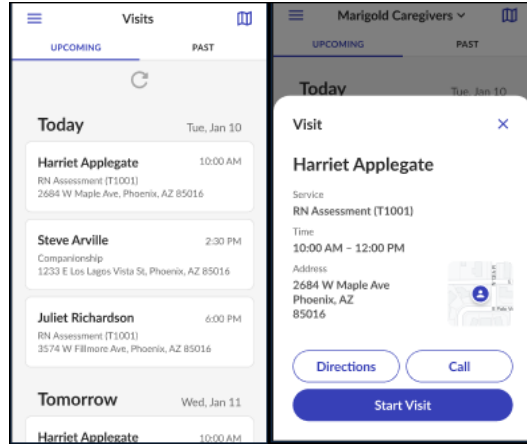 Visits
UPCOMING
PAST
Today
Tue, Jan 10
Harriet Applegate
10:00 AM
RN Assessment (T1001)
2684 W Maple Ave, Phoenix, AZ 85016
Steve Arville
2:30 PM
Companionship
1233 E Los Lagos Vista St, Phoenix, AZ 85016
Juliet Richardson
6:00 PM
RN Assessment (T1001)
3574 W Fillmore Ave, Phoenix, AZ 85016
Tomorrow
Wed, Jan 11
Harriet Applegate
10:00 AM
Marigold Caregivers
UPCOMING
PAST
Today
Tue, Jan 10
Visit
Harriet Applegate
Service
RN Assessment (T1001)
Time
10:00 AM – 12:00 PM
Address
2684 W Maple Ave
Phoenix, AZ
85016
Directions
Call
Start Visit